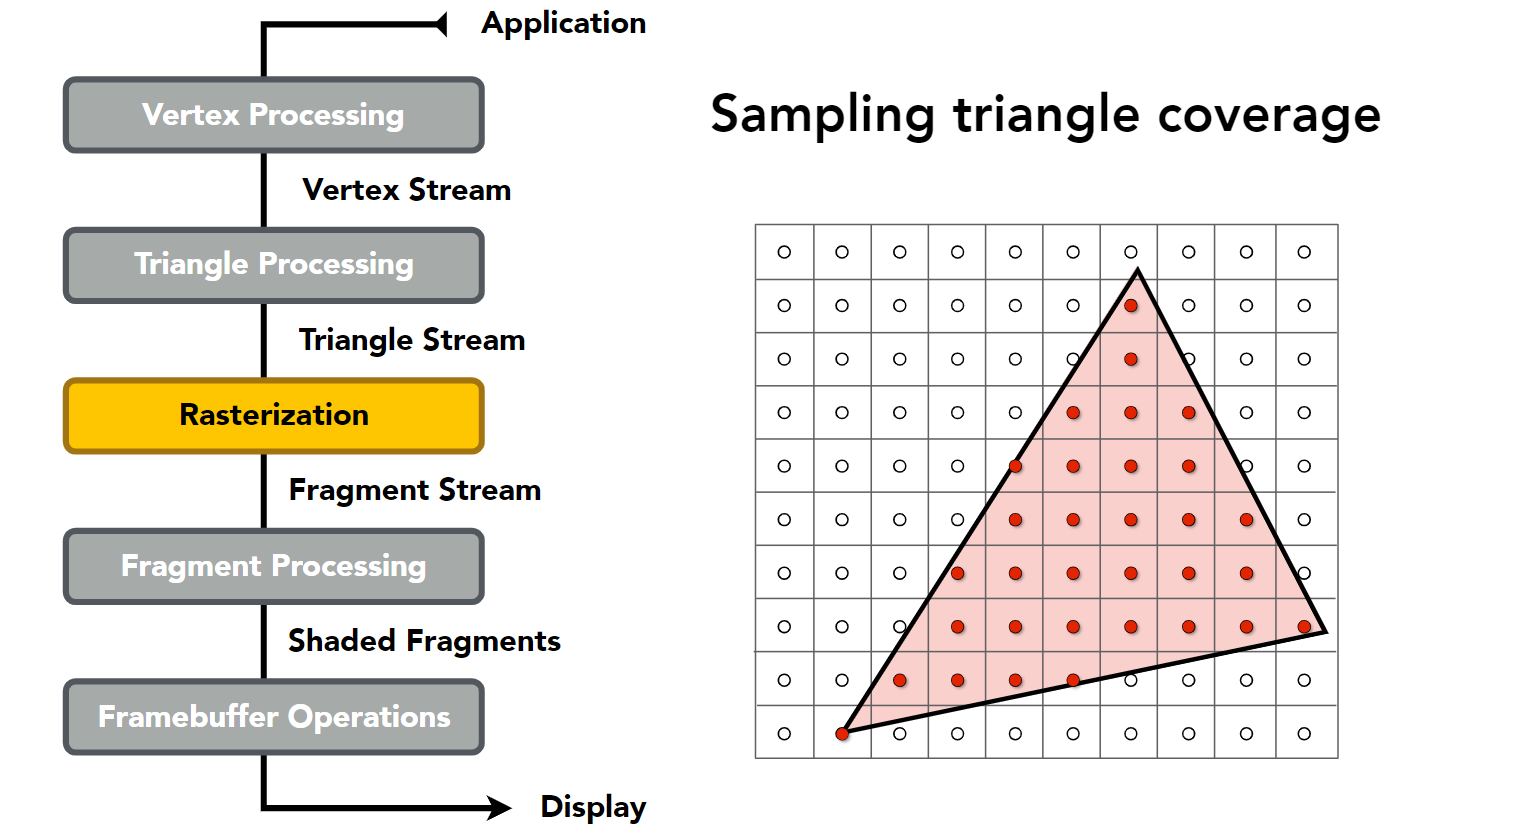 Application
Vertex Processing
Vertex Stream
Triangle Processing
Triangle Stream
Rasterization
Fragment Stream
Fragment Processing
Shaded Fragments
Framebuffer Operations
Display
Sampling triangle coverage